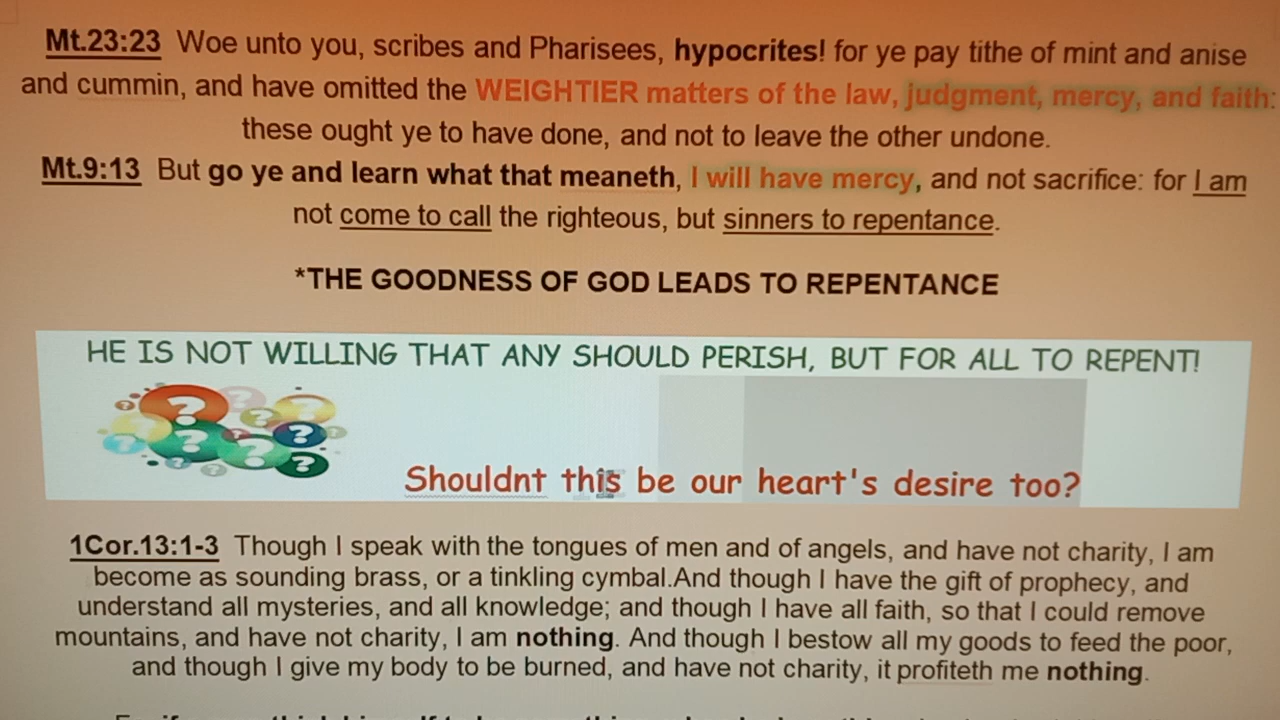 Mt.23:23 Woe unto you, scribes and Pharisees, hypocrites! for ye pay tithe of mint and anise
and cummin, and have omitted the WEIGHTIER matters of the law, judgment, mercy, and faith:
these ought ye to have done, and not to leave the other undone.
Mt.9:13 But go ye and learn what that meaneth, I will have mercy, and not sacrifice: for I am
not come to call the righteous, but sinners to repentance.
*THE GOODNESS OF GOD LEADS TO REPENTANCE
HE IS NOT WILLING THAT ANY SHOULD PERISH, BUT FOR ALL TO REPENT!
Shouldnt this be our heart's desire too?
1Cor.13:1-3 Though I speak with the tongues of men and of angels, and have not charity, I am
become as sounding brass, or a tinkling cymbal.And though I have the gift of prophecy, and
understand all mysteries, and all knowledge; and though I have all faith, so that I could remove
mountains, and have not charity, I am nothing. And though I bestow all my goods to feed the poor,
and though I give my body to be burned, and have not charity, it profiteth me nothing.